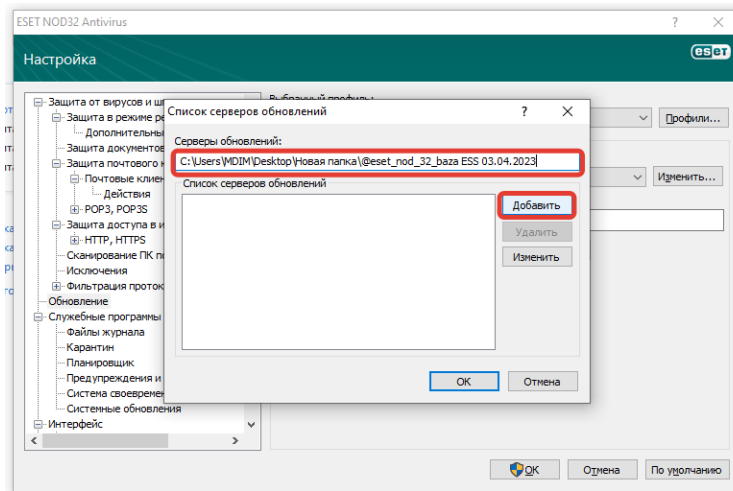 ESET NOD32 Antivirus
eset
Настройка
Защита от вирусов и
Защита в режиме
Дополнительны
Защита документов
Защита почтового
Почтовые клиен
Действия
POP3, POP3S
Защита доступа в и
HTTP, HTTPS
Сканирование ПК п
Исключения
Фильтрация проток
Обновление
Служебные программы
Файлы журнала
Карантин
Планировщик
Предупреждения и
Система своевремен
Системные обновления
Интерфейс
Выбранный профиль:
Профили...
Изменить...
Список серверов обновлений
Серверы обновлений:
C:\Users\MDIM\Desktop\Новая папка\@eset_nod_32_baza ESS 03.04.2023
Список серверов обновлений
Добавить
Удалить
Изменить
OK
Отмена
OK
Отмена
По умолчанию